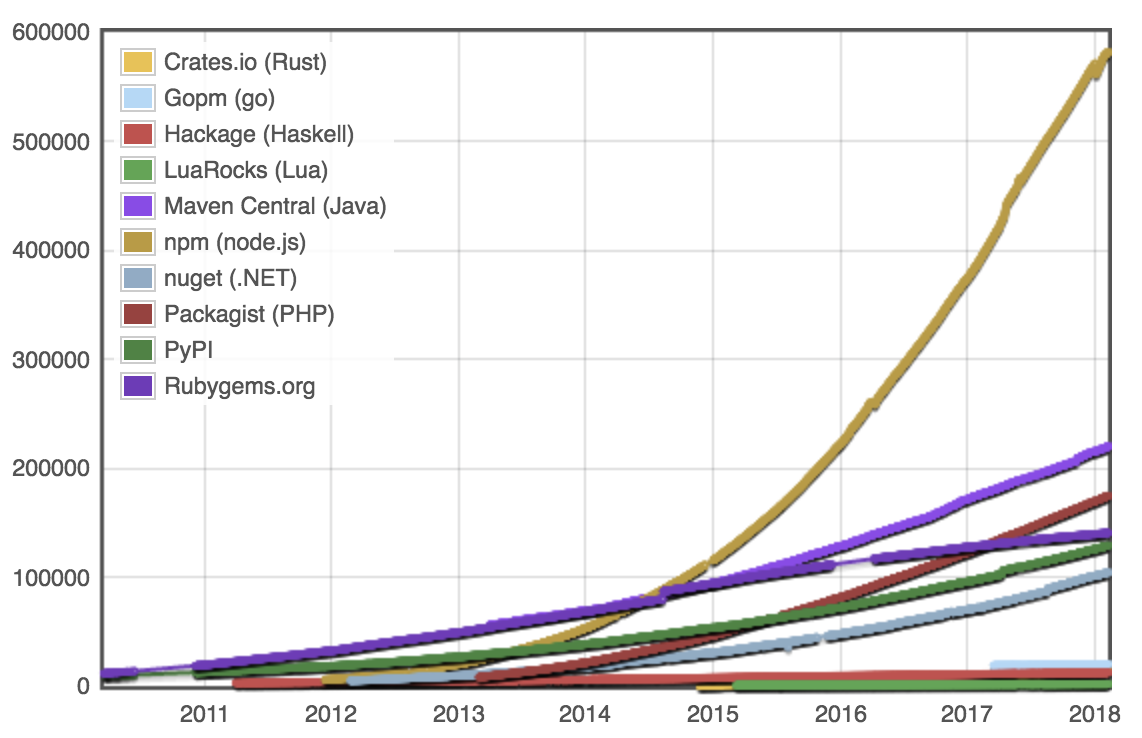 600000
500000
400000
300000
200000
100000
0
Crates.io (Rust)
Gopm (go)
Hackage (Haskell)
LuaRocks (Lua)
Maven Central (Java)
npm (node.js)
nuget (.NET)
Packagist (PHP)
PyPI
Rubygems.org
2011 2012 2013 2014 2015 2016 2017 2018